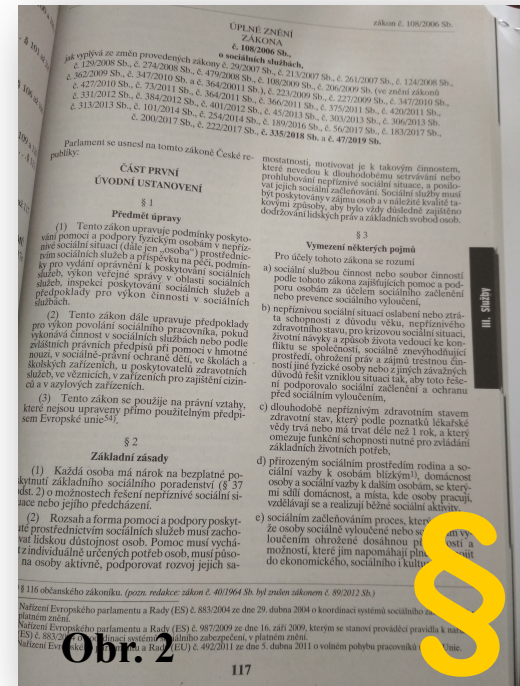 zákon č. 108/2006 Sb.
ÚPLNÉ ZNĚNÍ
ZÁKONA
č. 108/2006 Sb.,
o sociálních službách,
jak vyplývá ze změn provedených zákony č. 29/2007 Sb., č. 213/2007 Sb., č. 261/2007 Sb., č. 124/2008 Sb.,
č. 129/2008 Sb., č. 274/2008 Sb., č. 479/2008 Sb., č. 108/2009 Sb., č. 206/2009 Sb. (ve znění zákonů
č. 362/2009 Sb., č. 347/2010 Sb. a č. 364/20011 Sb.), č. 223/2009 Sb., č. 227/2009 Sb., č. 347/2010 Sb.,
č. 427/2010 Sb., č. 73/2011 Sb., č. 364/2011 Sb., č. 366/2011 Sb., č. 375/2011 Sb., č. 420/2011 Sb.,
č. 331/2012 Sb., č. 384/2012 Sb., č. 401/2012 Sb., č. 45/2013 Sb., č. 303/2013 Sb., č. 306/2013 Sb.,
č. 313/2013 Sb., č. 101/2014 Sb., č. 254/2014 Sb., č. 189/2016 Sb., č. 56/2017 Sb., č. 183/2017 Sb.,
č. 200/2017 Sb., č. 222/2017 Sb., č. 335/2018 Sb. a č. 47/2019 Sb.
Parlament se usnesl na tomto zákoně České re-
publiky:
ČÁST PRVNÍ
ÚVODNÍ USTANOVENÍ
§ 1
Předmět úpravy
(1) Tento zákon upravuje podmínky poskyto-
vání pomoci a podpory fyzickým osobám v nepříz-
nivé sociální situaci (dále jen „osoba“) prostřednic-
tvím sociálních služeb a příspěvku na péči, podmín-
ky pro vydání oprávnění k poskytování sociálních
služeb, výkon veřejné správy v oblasti sociálních
služeb, inspekci poskytování sociálních služeb a
předpoklady pro výkon činnosti v sociálních
službách.
(2) Tento zákon dále upravuje předpoklady
pro výkon povolání sociálního pracovníka, pokud
vykonává činnost v sociálních službách nebo podle
zvláštních právních předpisů při pomoci v hmotné
nouzi, v sociálně-právní ochraně dětí, ve školách a
školských zařízeních, u poskytovatelů zdravotních
služeb, ve věznicích, v zařízeních pro zajištění cizin-
ců a v azylových zařízeních.
(3) Tento zákon se použije na právní vztahy,
které nejsou upraveny přímo použitelným předpi-
sem Evropské unie54).
§ 2
Základní zásady
(1) Každá osoba má nárok na bezplatné po-
skytnutí základního sociálního poradenství (§ 37
odst. 2) o možnostech řešení nepříznivé sociální si-
tuace nebo jejího předcházení.
(2) Rozsah a forma pomoci a podpory poskyt-
nuté prostřednictvím sociálních služeb musí zacho-
vat lidskou důstojnost osob. Pomoc musí vychá-
zet z individuálně určených potřeb osob, musí půso-
bit na osoby aktivně, podporovat rozvoj jejich sa-
mostatnosti, motivovat je k takovým činnostem,
které nevedou k dlouhodobému setrvávání nebo
prohlubování nepříznivé sociální situace, a posilo-
vat jejich sociální začleňování. Sociální služby musí
být poskytovány v zájmu osob a v náležité kvalitě ta-
kovými způsoby, aby bylo vždy důsledně zajištěno
dodržování lidských práv a základních svobod osob.
§ 3
Vymezení některých pojmů
Pro účely tohoto zákona se rozumí
a) sociální službou činnost nebo soubor činností
podle tohoto zákona zajišťujících pomoc a pod-
poru osobám za účelem sociálního začlenění
nebo prevence sociálního vyloučení,
b) nepříznivou sociální situací oslabení nebo ztrá-
ta schopnosti z důvodu věku, nepříznivého
zdravotního stavu, pro krizovou sociální situaci,
životní návyky a způsob života vedoucí ke kon-
fliktu se společností, sociálně znevýhodňující
prostředí, ohrožení práv a zájmů trestnou čin-
ností jiné fyzické osoby nebo z jiných závažných
důvodů řešit vzniklou situaci tak, aby toto řeše-
ní podporovalo sociální začlenění a ochranu
před sociálním vyloučením,
c) dlouhodobě nepříznivým zdravotním stavem
zdravotní stav, který podle poznatků lékařské
vědy trvá nebo má trvat déle než 1 rok, a který
omezuje funkční schopnosti nutné pro zvládání
základních životních potřeb,
d) přirozeným sociálním prostředím rodina a so-
ciální vazby k osobám blízkým1), domácnost
osoby a sociální vazby k dalším osobám, se který-
mi sdílí domácnost, a místa, kde osoby pracují,
vzdělávají se a realizují běžné sociální aktivity,
e) sociálním začleňováním proces, který
že osoby sociálně vyloučené nebo vy-
loučením ohrožené dosáhnou a
možností, které jim napomáhají plně
do ekonomického, sociálního i
III. Služby
§ 116 občanského zákoníku. (pozn. redakce: zákon č. 40/1964 Sb. byl zrušen zákonem č. 89/2012 Sb.)
Nařízení Evropského parlamentu a Rady (ES) č. 883/2004 ze dne 29. dubna 2004 o koordinaci systémů sociálního
platném znění.
Nařízení Evropského parlamentu a Rady (ES) č. 987/2009 ze dne 16. září 2009, kterým se stanoví prováděcí pravidla k
(ES) č. 883/2004 o koordinaci systémů sociálního zabezpečení, v platném znění.
Nařízení Evropského parlamentu a Rady (EU) č. 492/2011 ze dne 5. dubna 2011 o volném pohybu pracovníků Unie.
Obr. 2
§
117